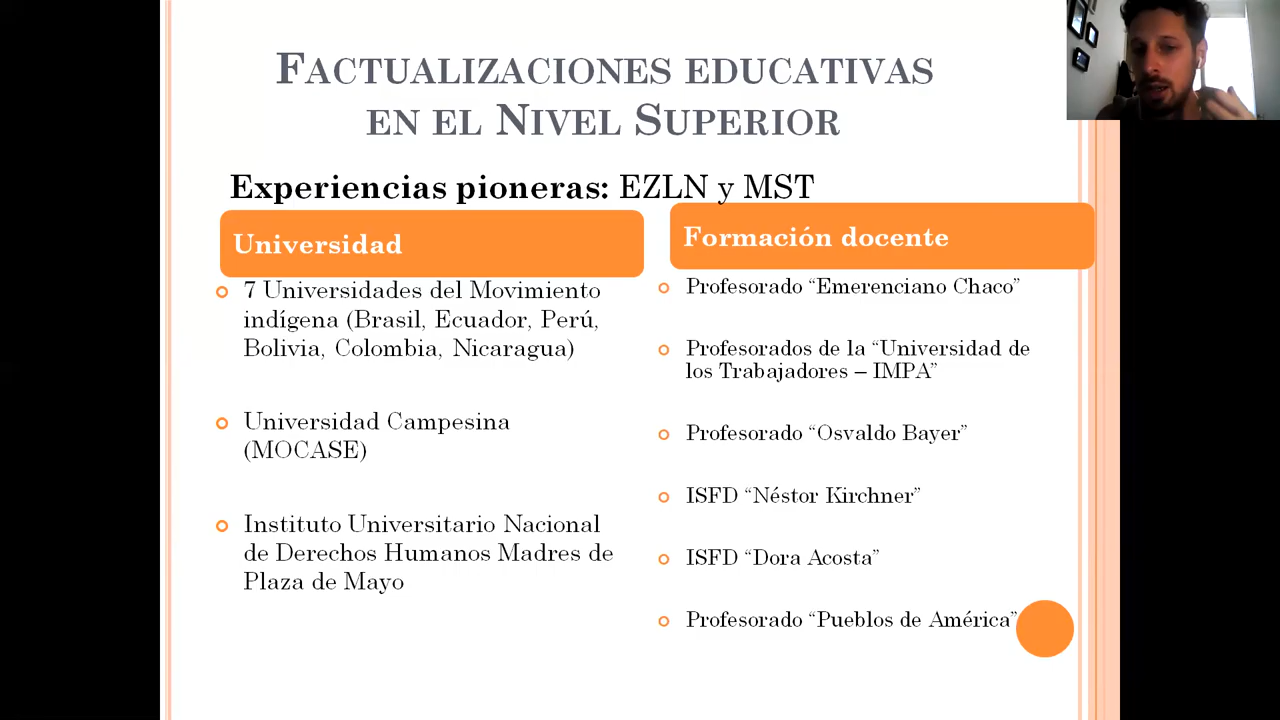 FACTUALIZACIONES EDUCATIVAS
EN EL NIVEL SUPERIOR
Experiencias pioneras: EZLN y MST
Universidad
7 Universidades del Movimiento
indígena (Brasil, Ecuador, Perú,
Bolivia, Colombia, Nicaragua)
Universidad Campesina
(MOCASE)
Instituto Universitario Nacional
de Derechos Humanos Madres de
Plaza de Mayo
Formación docente
Profesorado “Emerenciano Chaco”
Profesorados de la “Universidad de
los Trabajadores – IMPA”
Profesorado “Osvaldo Bayer”
ISFD “Néstor Kirchner”
ISFD “Dora Acosta”
Profesorado “Pueblos de América”